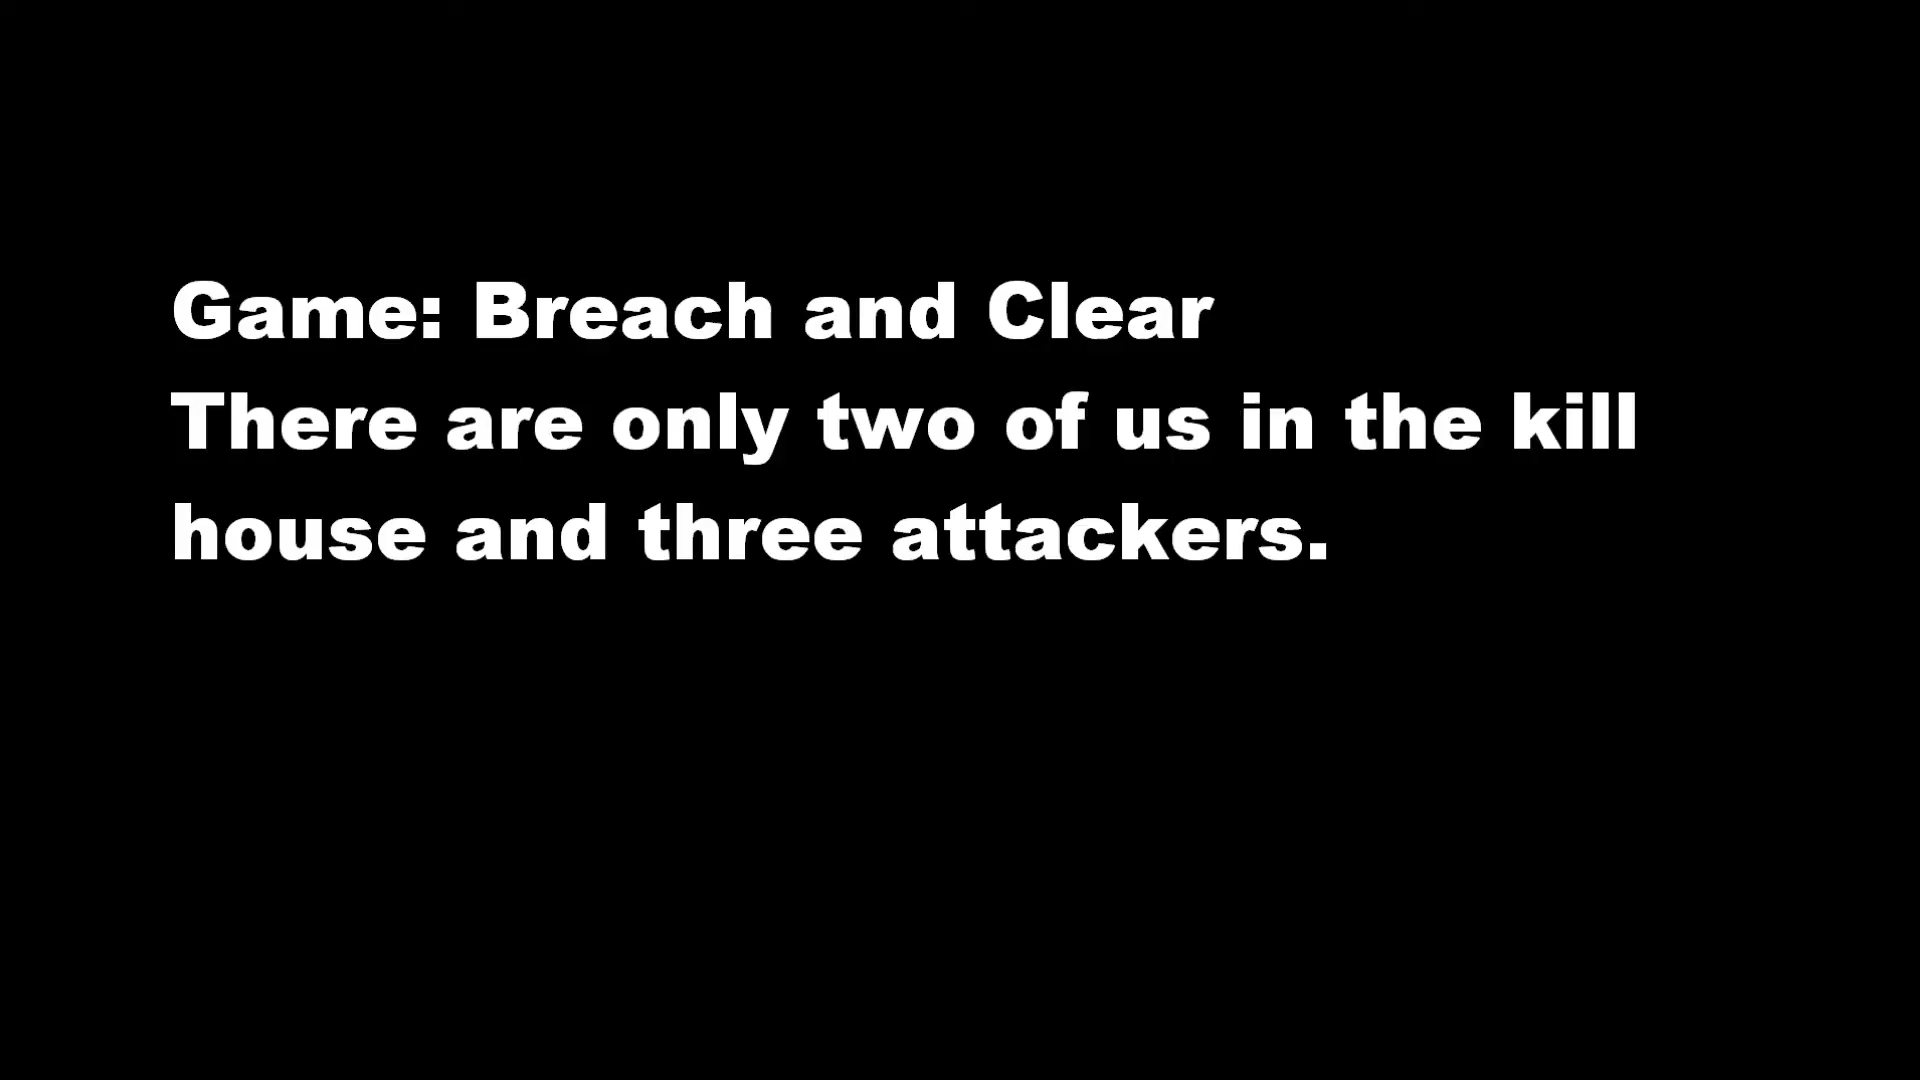 Game: Breach and Clear
There are only two of us in the kill
house and three attackers.